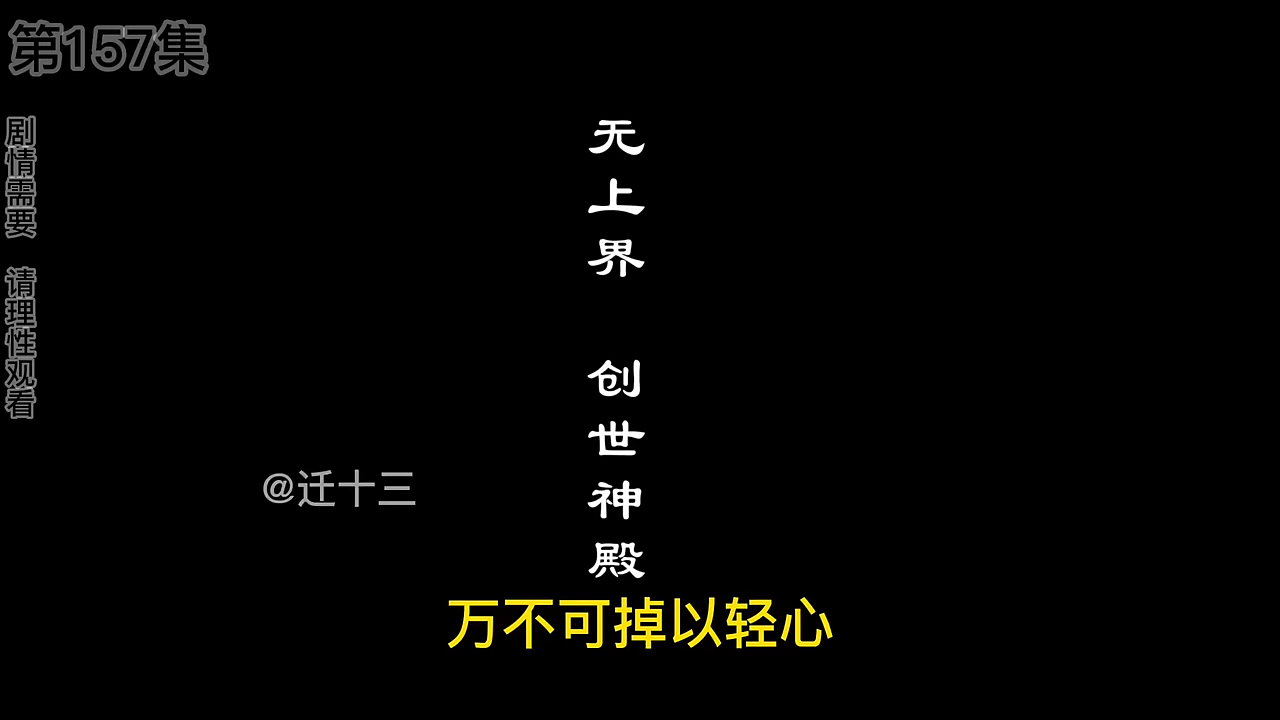 第157集
剧情需要 请理性观看
无上界 创世神殿
@迁十三
万不可掉以轻心